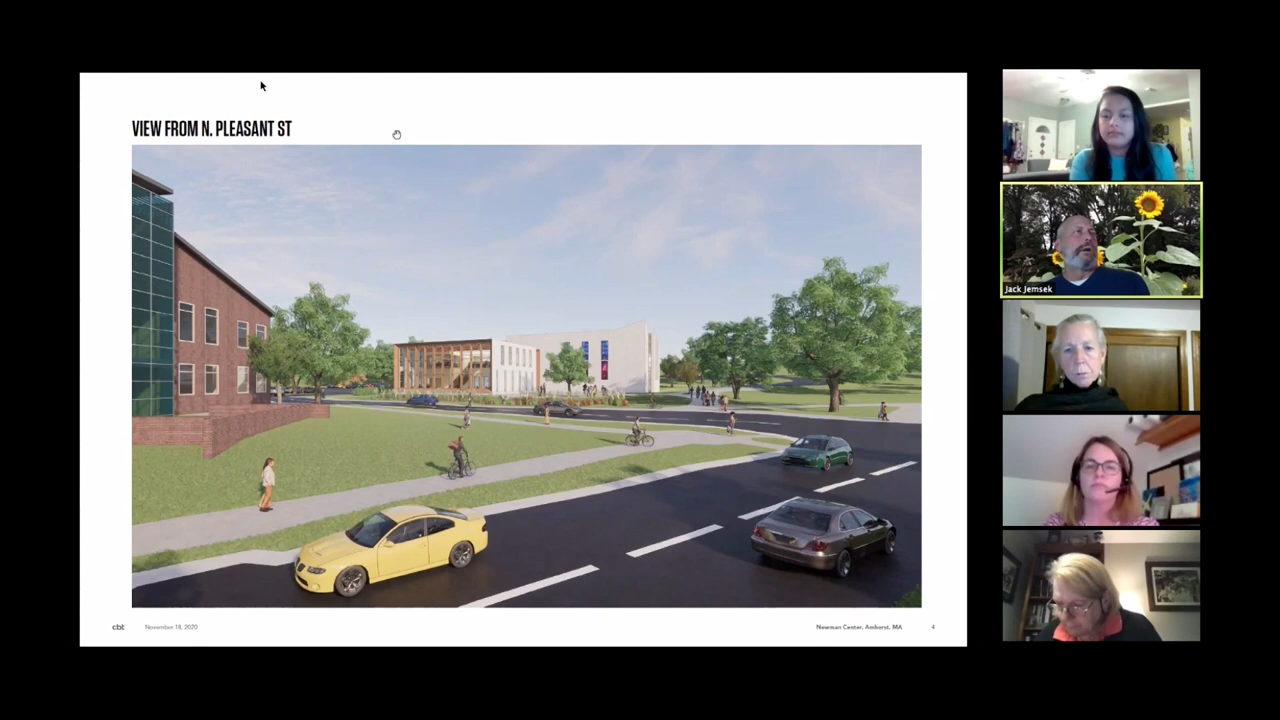 VIEW FROM N. PLEASANT ST
Jack Jemsek
cbt
November 18, 2020
Newman Center, Amherst, MA
4